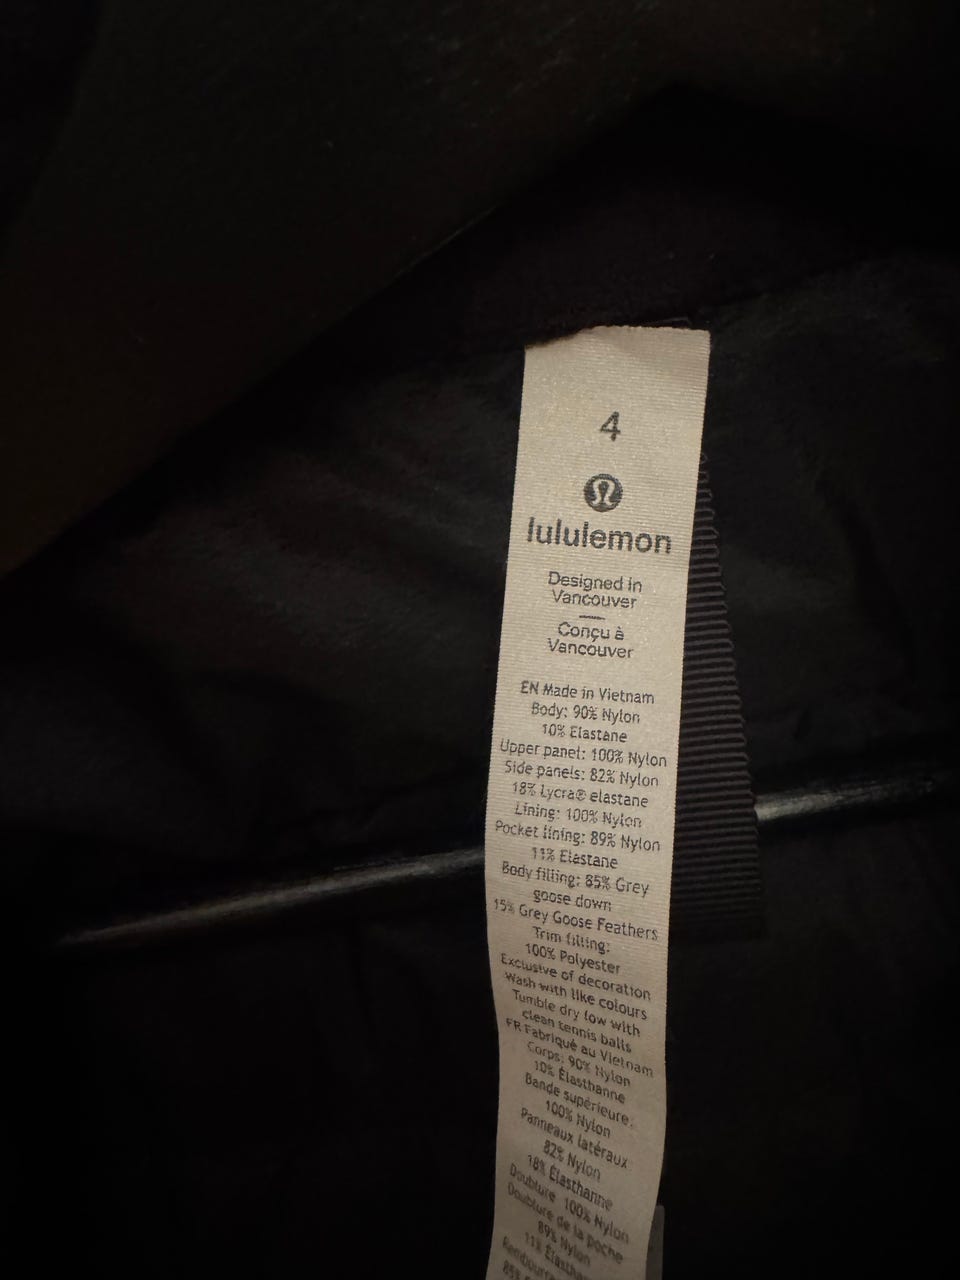 4
lululemon
Designed in
Vancouver
Conçu à
Vancouver
EN Made in Vietnam
Body: 90% Nylon
10% Elastane
Upper panel: 100% Nylon
Side panels: 82% Nylon
18% Lycra® elastane
Lining: 100% Nylon
Pocket lining: 89% Nylon
11% Elastane
Body filling: 85% Grey
goose down
15% Grey Goose Feathers
Trim filling:
100% Polyester
Exclusive of decoration
Wash with like colours
Tumble dry low with
clean tennis balls
FR Fabriqué au Vietnam
Corps: 90% Nylon
10% Élasthanne
Bande supérieure:
100% Nylon
Panneaux latéraux
82% Nylon
18% Élasthanne
Doublure 100% Nylon
Doublure de la poche
89% Nylon
11% Élasthanne
85%